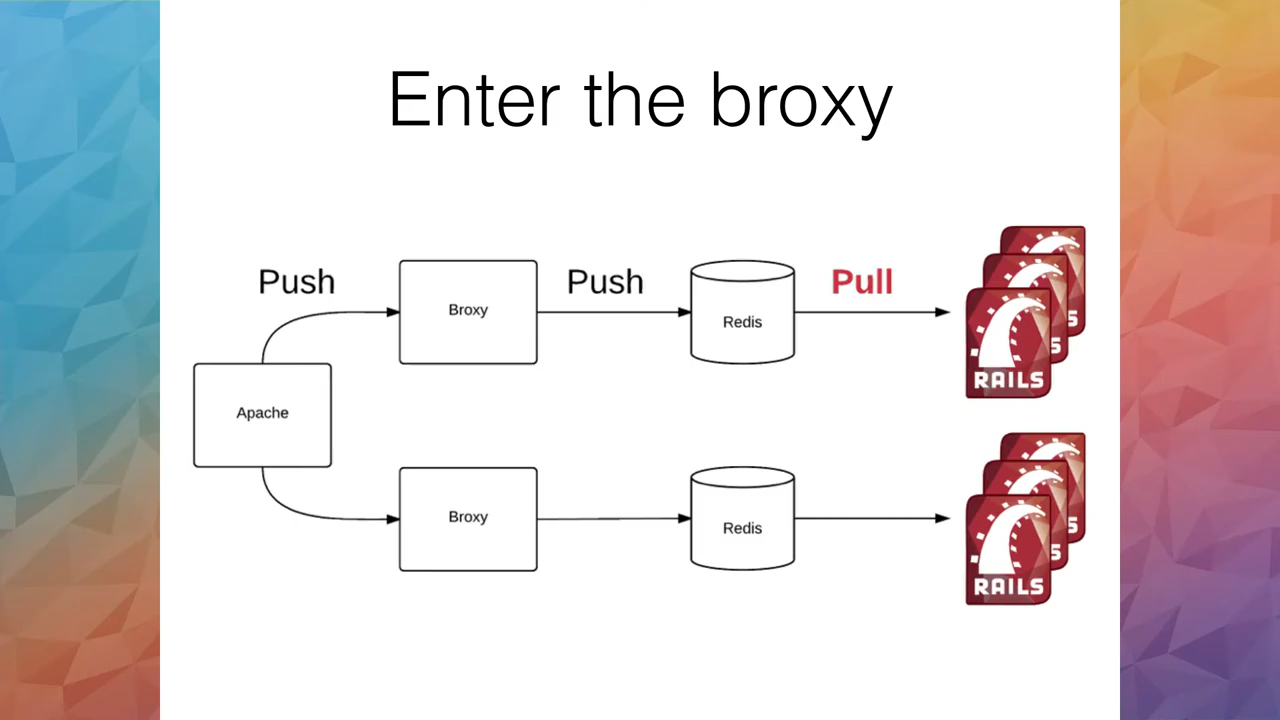 Enter the broxy
Push
Push
Pull
Broxy
Redis
RAILS
S
S
Apache
Broxy
Redis
RAILS
S
S